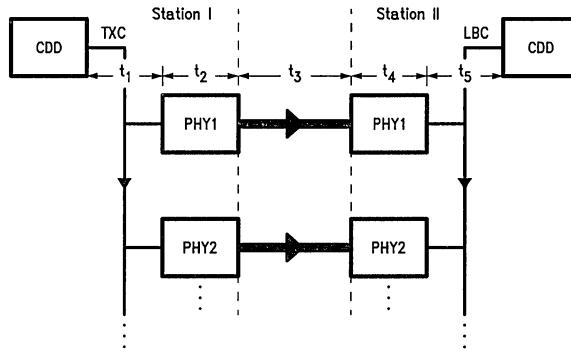 Station I Station II
CDD TXC LBC CDD
t1 t2 t3 t4 t5
PHY1 PHY1
PHY2 PHY2